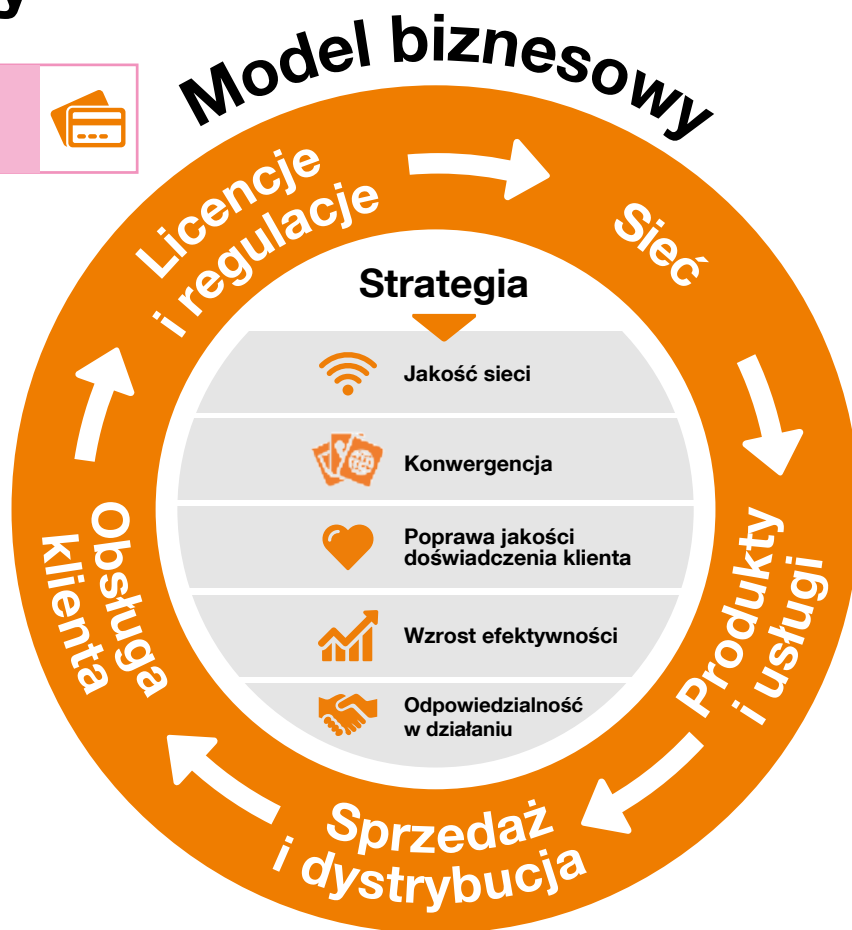 Model biznesowy
Licencje
i regulacje
Sieć
Produkty
i usługi
Sprzedaż
i dystrybucja
Obsługa
klienta
Strategia
Jakość sieci
Konwergencja
Poprawa jakości
doświadczenia klienta
Wzrost efektywności
Odpowiedzialność
w działaniu